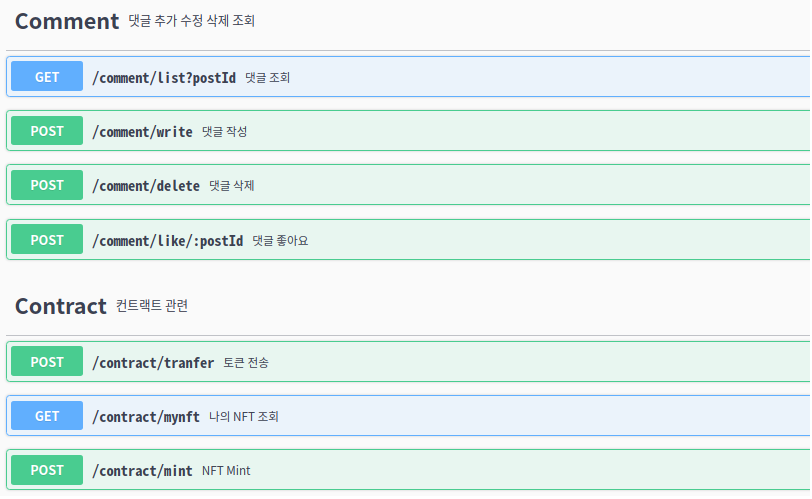 Comment 댓글 추가 수정 삭제 조회
GET /comment/list?postId 댓글 조회
POST /comment/write 댓글 작성
POST /comment/delete 댓글 삭제
POST /comment/like/:postId 댓글 좋아요
Contract 컨트랙트 관련
POST /contract/tranfer 토큰 전송
GET /contract/mynft 나의 NFT 조회
POST /contract/mint NFT Mint